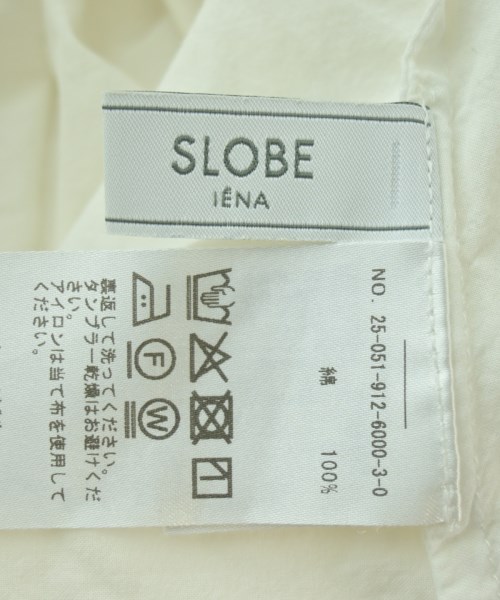 SLOBE
IÉNA
NO. 25-051-912-6000-3-0
綿 100%
F
W
裏返して洗ってください。
タンブラー乾燥はお避けくだ
さい。
アイロンは当て布を使用して
ください。